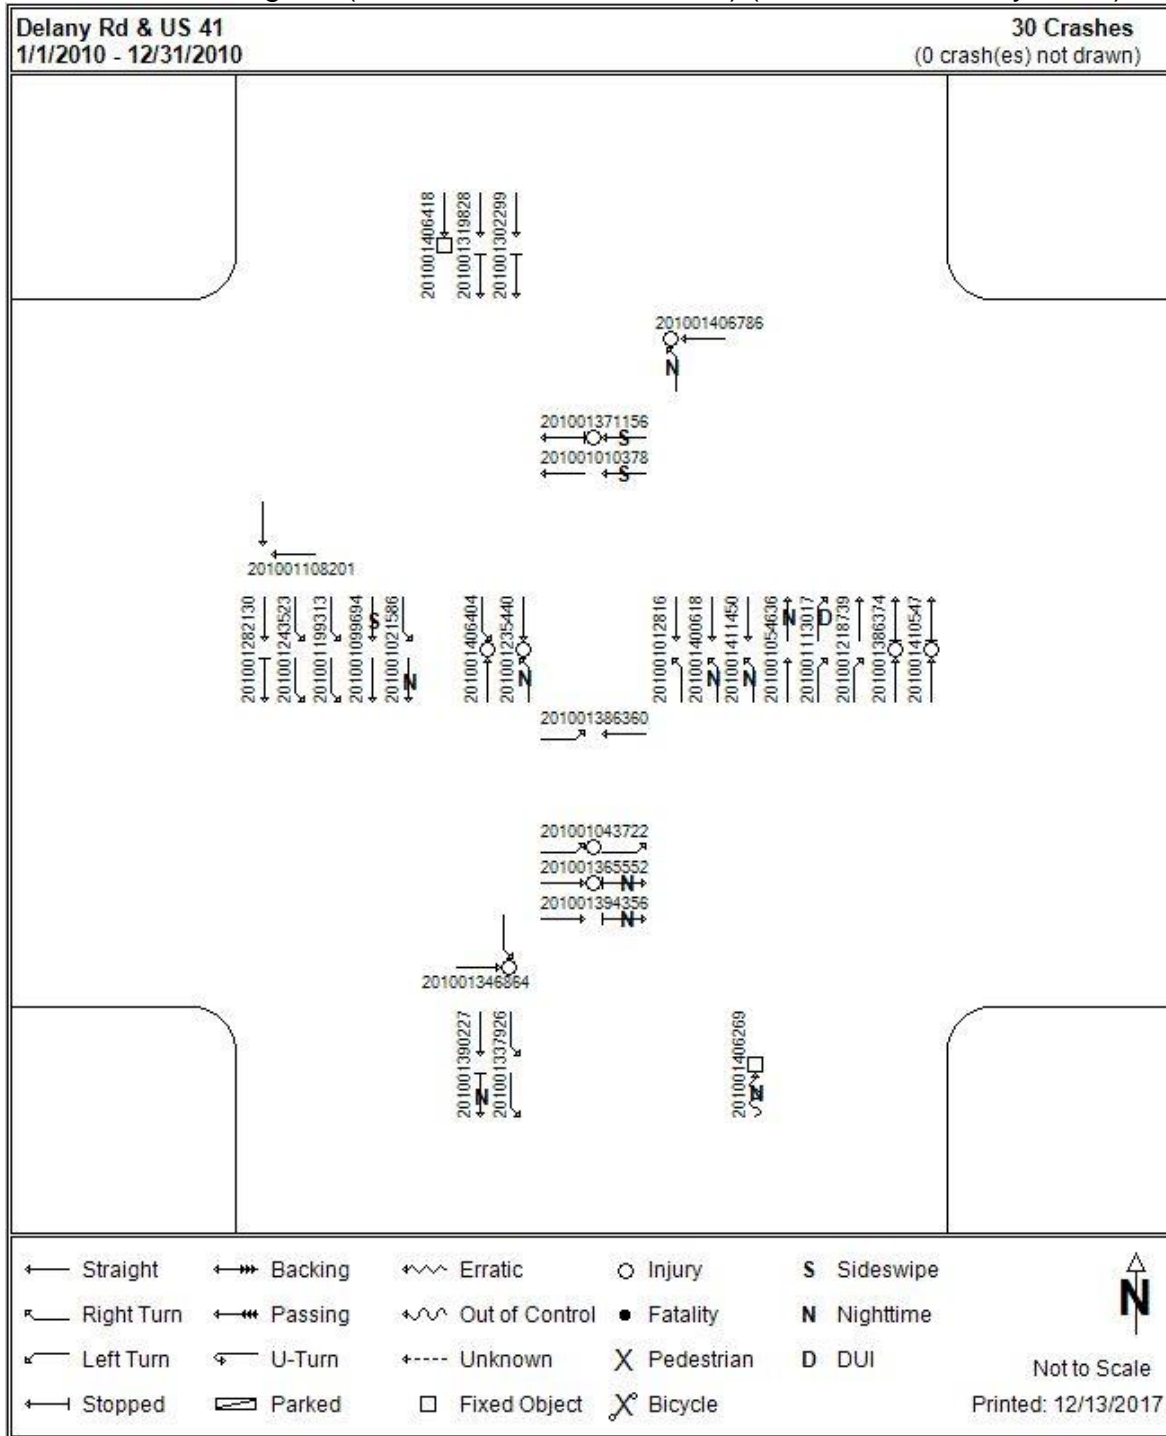 Delany Rd & US 41
30 Crashes
1/1/2010 - 12/31/2010
(0 crash(es) not drawn)
201001406418
201001319828
201001302299
201001406786
N
201001371156
S
201001010378
S
201001108201
201001282130
201001243523
201001199313
201001099694
S
201001021586
N
201001406404
201001235440
N
201001012816
201001400618
N
201001411450
N
201001054636
N
201001113017
D
201001218739
201001386374
201001410547
201001386360
201001043722
201001365552
N
201001394356
N
201001346864
201001390227
N
201001337926
201001406269
N
Straight
Backing
Erratic
Injury
S Sideswipe
Right Turn
Passing
Out of Control
Fatality
N Nighttime
Left Turn
U-Turn
Unknown
Pedestrian
D DUI
Stopped
Parked
Fixed Object
Bicycle
N
Not to Scale
Printed: 12/13/2017